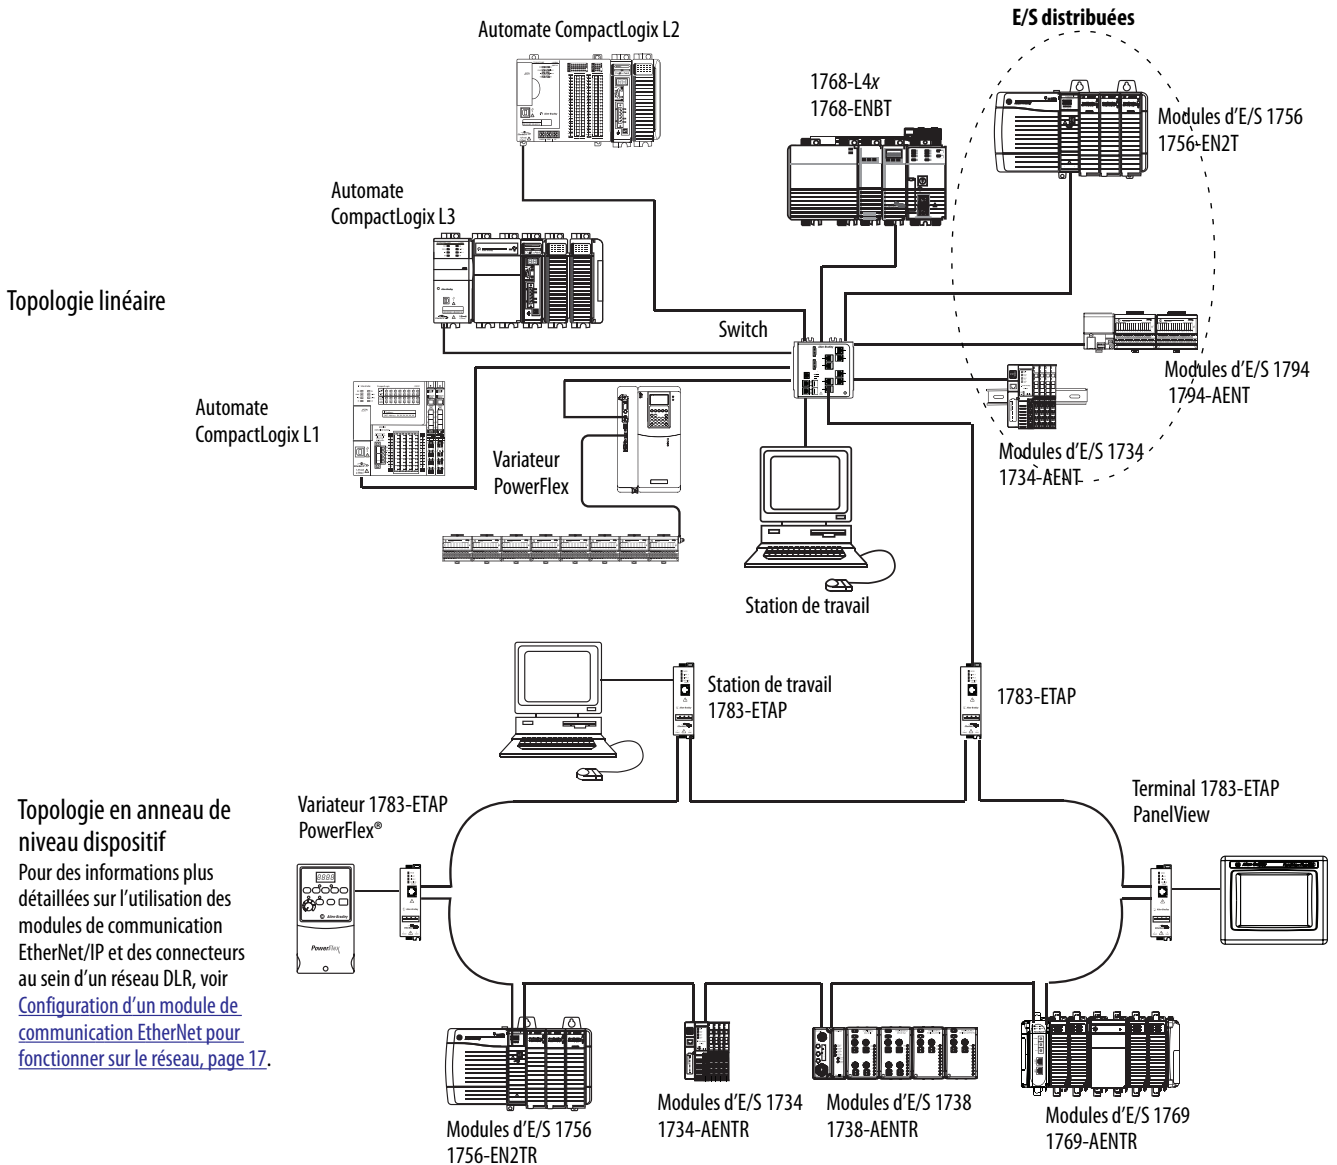 E/S distribuées
Automate CompactLogix L2
1768-L4x
1768-ENBT
Modules d'E/S 1756
1756-EN2T
Automate
CompactLogix L3
Topologie linéaire
Switch
Modules d'E/S 1794
1794-AENT
Automate
CompactLogix L1
Variateur
PowerFlex
Modules d'E/S 1734
1734-AENT
Station de travail
Station de travail
1783-ETAP
1783-ETAP
Topologie en anneau de
niveau dispositif
Pour des informations plus
détaillées sur l'utilisation des
modules de communication
EtherNet/IP et des connecteurs
au sein d'un réseau DLR, voir
Configuration d'un module de
communication EtherNet pour
fonctionner sur le réseau, page 17.
Variateur 1783-ETAP
PowerFlex®
Terminal 1783-ETAP
PanelView
Allen-Bradley
PowerFlex
Modules d'E/S 1756
1756-EN2TR
Modules d'E/S 1734
1734-AENTR
Modules d'E/S 1738
1738-AENTR
Modules d'E/S 1769
1769-AENTR